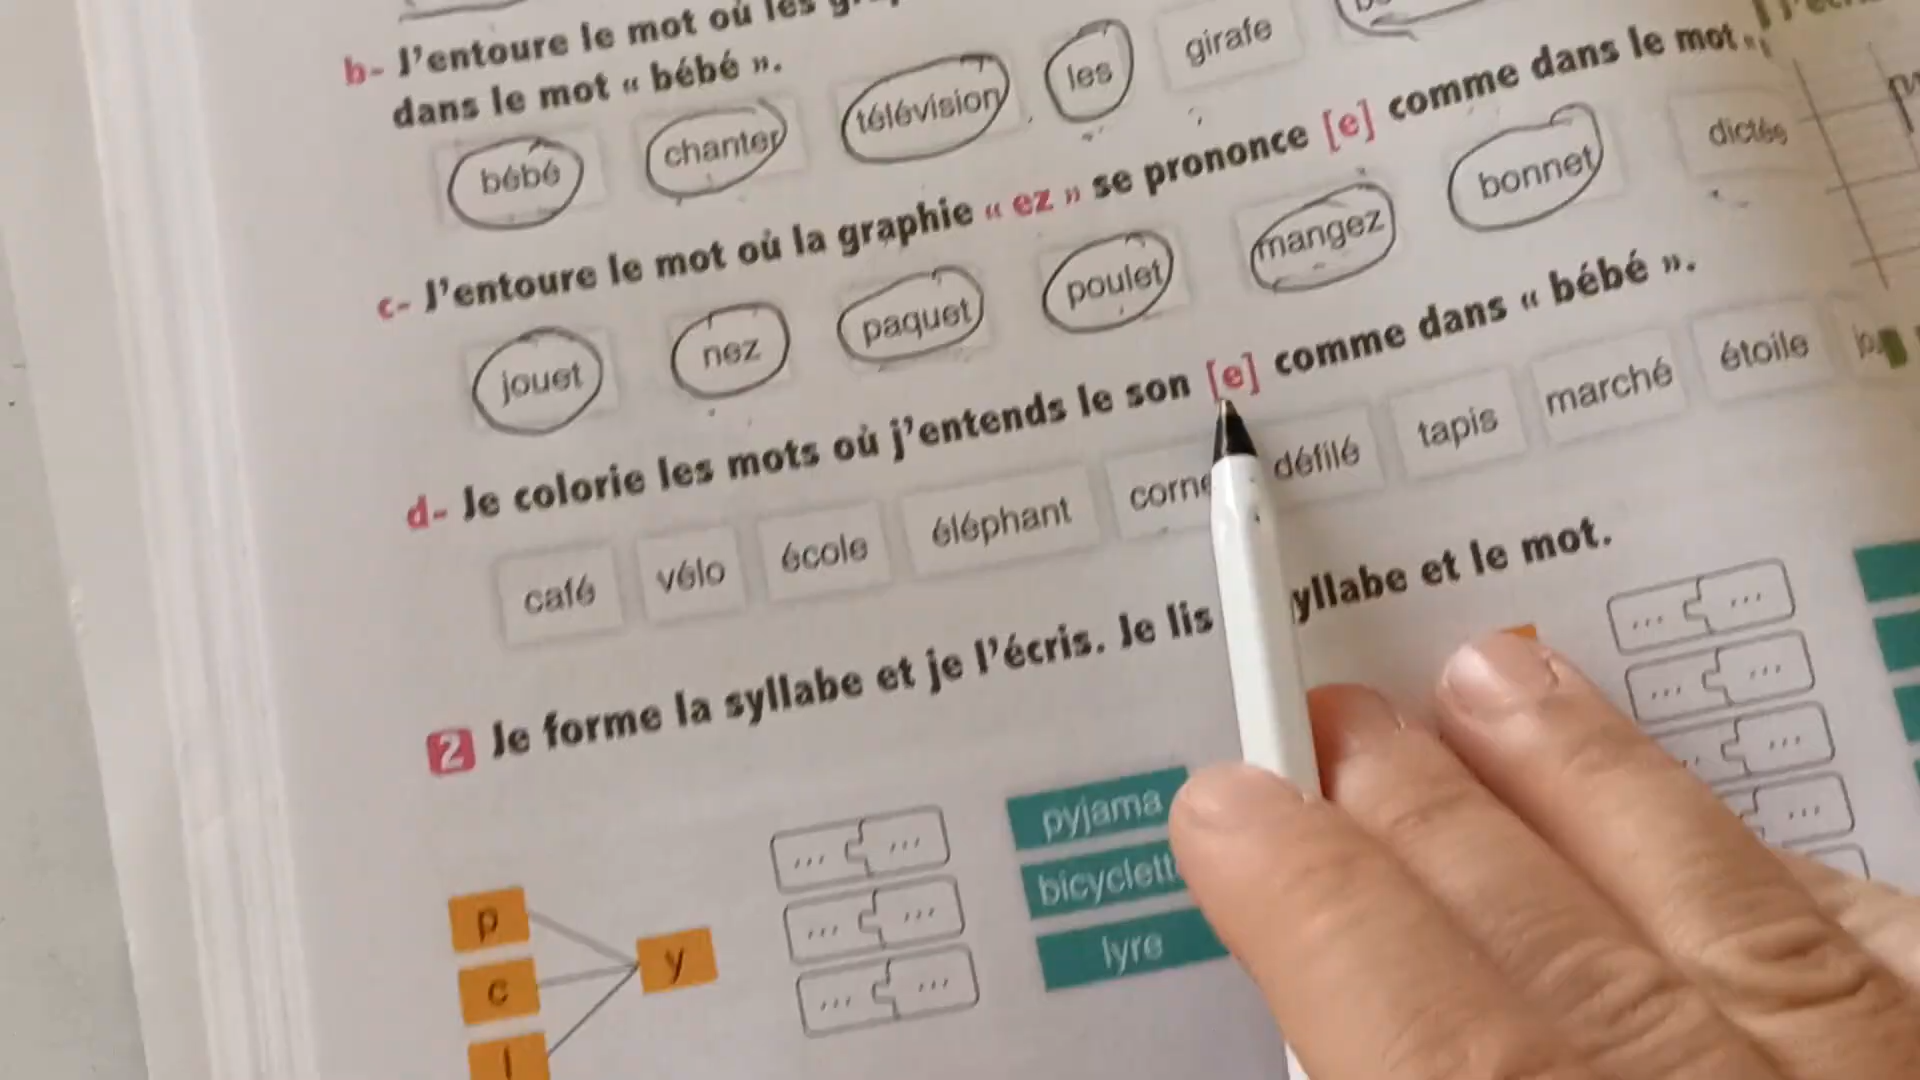 b- J'entoure le mot où les
dans le mot « bébé ».
bébé chanter télévision les girafe
c- J'entoure le mot où la graphie « ez » se prononce [e] comme dans le mot
jouet nez paquet poulet mangez bonnet dictée
d- Je colorie les mots où j'entends le son [e] comme dans « bébé ».
café vélo école éléphant corne défilé tapis marché étoile
2 Je forme la syllabe et je l'écris. Je lis yllabe et le mot.
p
c
l
y
... ...
... ...
... ...
pyjama
bicyclett
lyre
... ...
... ...
... ...
... ...